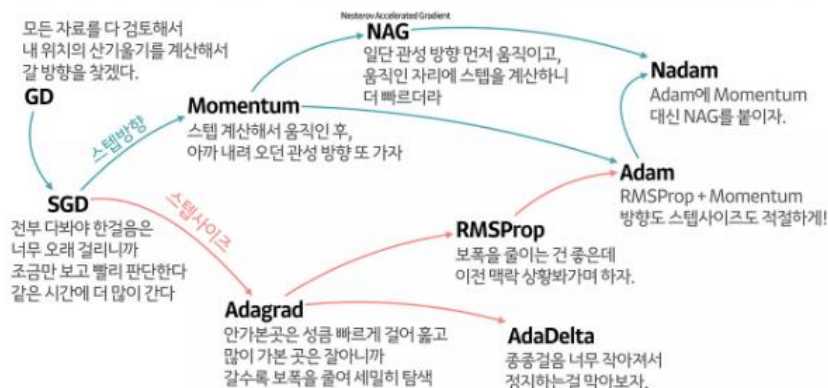 모든 자료를 다 검토해서
내 위치의 산기울기를 계산해서
갈 방향을 찾겠다.
GD
Nesterov Accelerated Gradient
NAG
일단 관성 방향 먼저 움직이고,
움직인 자리에 스텝을 계산하니
더 빠르더라
Nadam
Adam에 Momentum
대신 NAG를 붙이자.
Momentum
스텝 계산해서 움직인 후,
아까 내려 오던 관성 방향 또 가자
스텝방향
Adam
RMSProp + Momentum
방향도 스텝사이즈도 적절하게!
SGD
전부 다봐야 한걸음은
너무 오래 걸리니까
조금만 보고 빨리 판단한다
같은 시간에 더 많이 간다
스텝사이즈
RMSProp
보폭을 줄이는 건 좋은데
이전 맥락 상황봐가며 하자.
Adagrad
안가본곳은 성큼 빠르게 걸어 훑고
많이 가본 곳은 잘아니까
갈수록 보폭을 줄여 세밀히 탐색
AdaDelta
종종걸음 너무 작아져서
정지하는걸 막아보자.